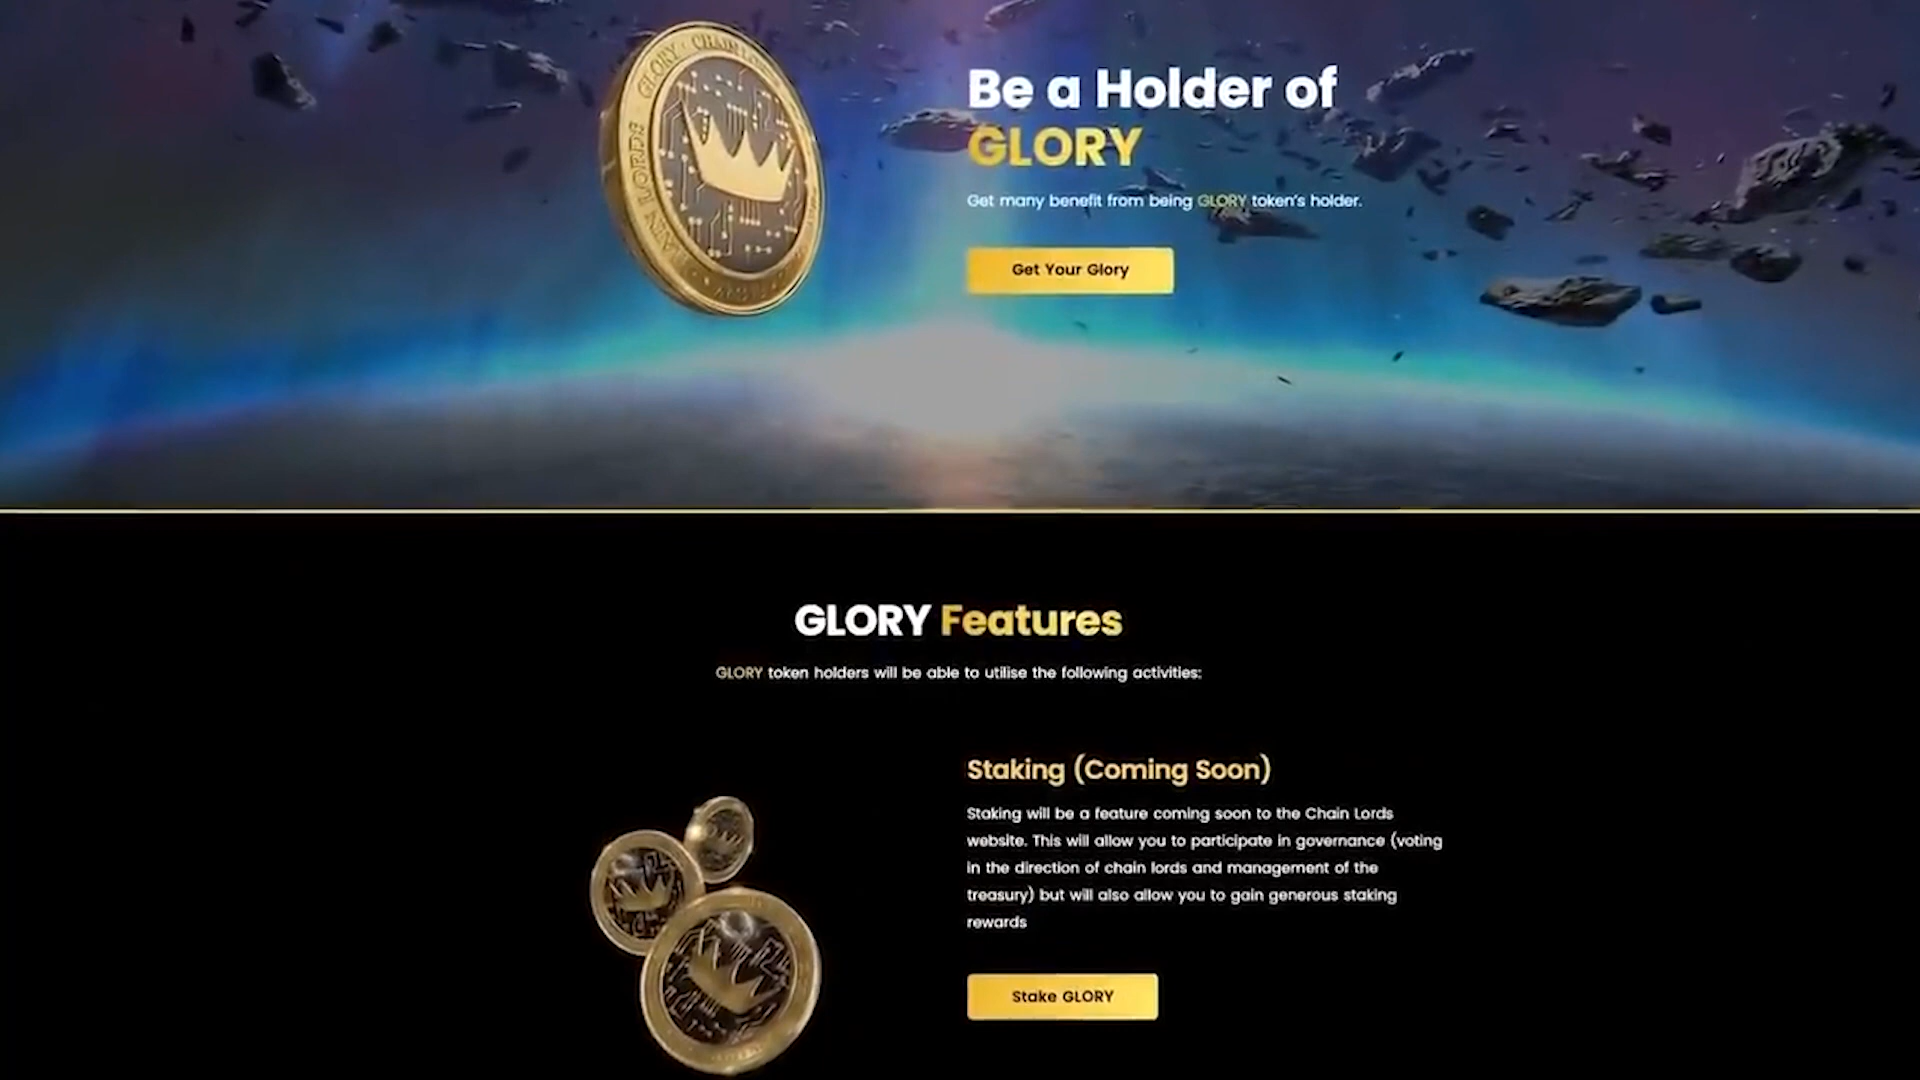 GLORY
CHAIN LORDS
Be a Holder of
GLORY
Get many benefit from being GLORY token's holder.
Get Your Glory
GLORY Features
GLORY token holders will be able to utilise the following activities:
Staking (Coming Soon)
Staking will be a feature coming soon to the Chain Lords
website. This will allow you to participate in governance (voting
in the direction of chain lords and management of the
treasury) but will also allow you to gain generous staking
rewards
Stake GLORY